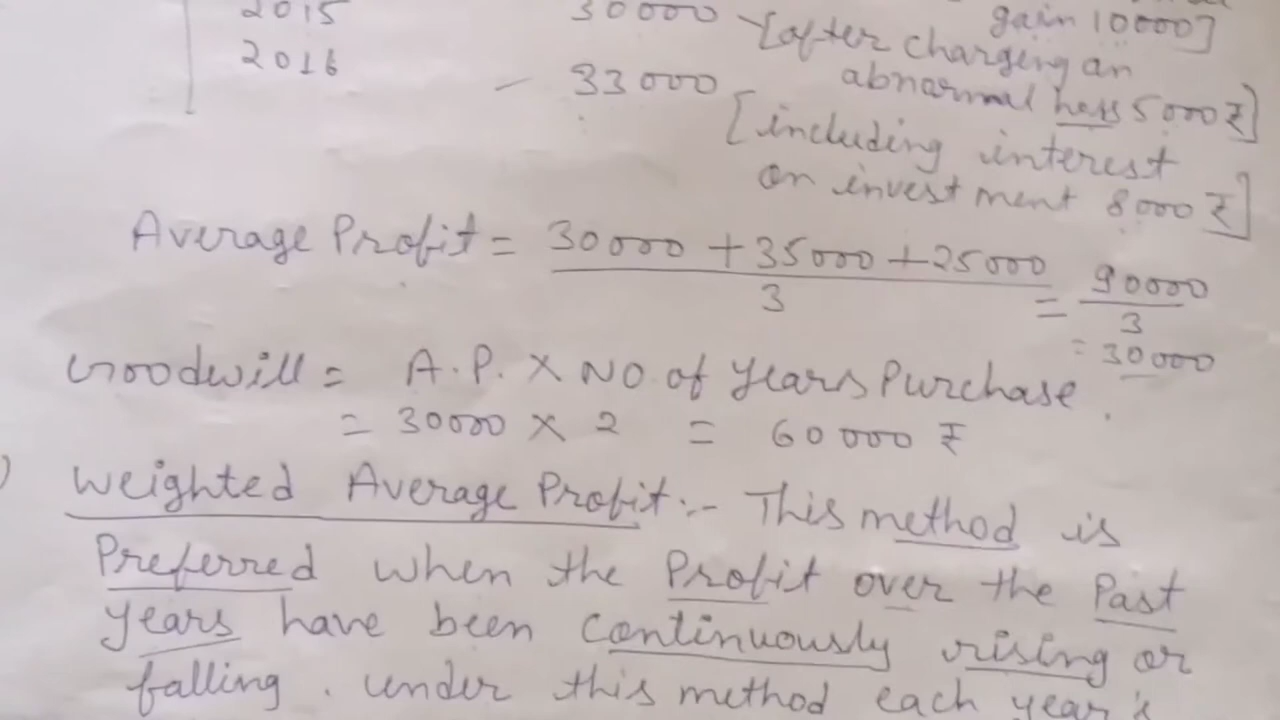 gain 10000]
2015 30000 [after charging an
2016 abnormal loss 5000₹]
- 33000 [including interest
on investment 8000 ₹]
Average Profit = 30000 + 35000 + 25000 / 3 = 90000 / 3
= 30000
Goodwill = A.P. X NO. of years Purchase.
= 30000 X 2 = 60000 ₹
) Weighted Average Profit :- This method is
Preferred when the Profit over the Past
years have been continuously rising or
falling . under this method each year's